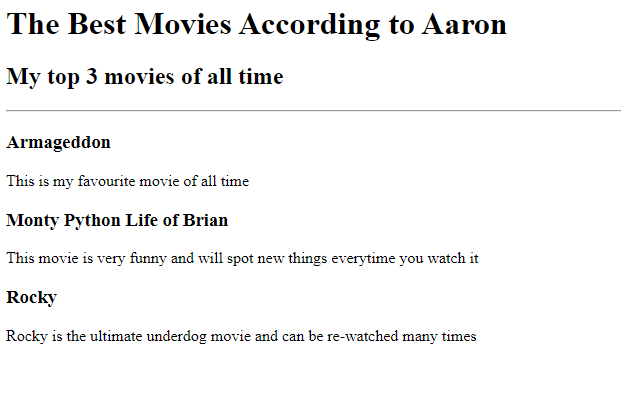 The Best Movies According to Aaron
My top 3 movies of all time
Armageddon
This is my favourite movie of all time
Monty Python Life of Brian
This movie is very funny and will spot new things everytime you watch it
Rocky
Rocky is the ultimate underdog movie and can be re-watched many times